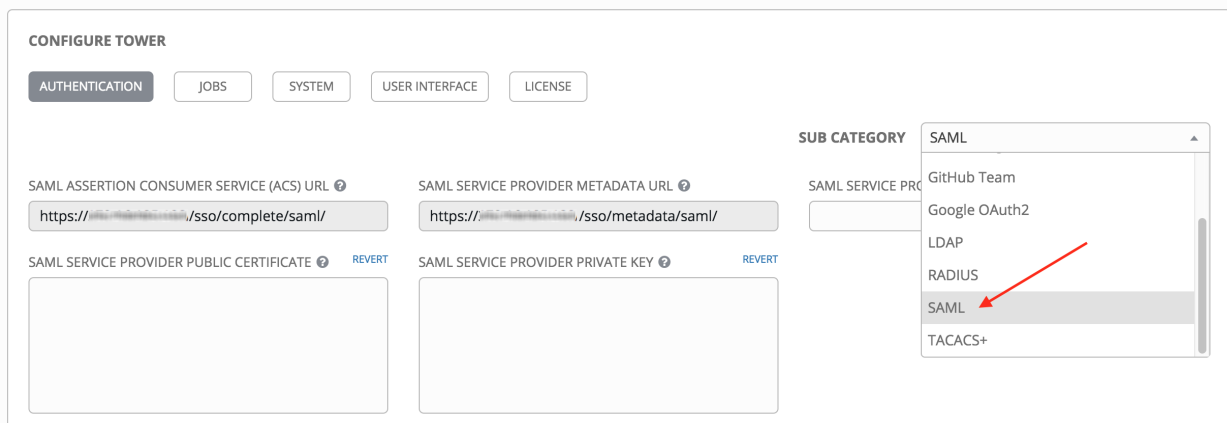 CONFIGURE TOWER
AUTHENTICATION JOBS SYSTEM USER INTERFACE LICENSE
SUB CATEGORY SAML
GitHub Team
Google OAuth2
LDAP
RADIUS
SAML
TACACS+
SAML ASSERTION CONSUMER SERVICE (ACS) URL ?
https:// /sso/complete/saml/
SAML SERVICE PROVIDER METADATA URL ?
https:// /sso/metadata/saml/
SAML SERVICE
SAML SERVICE PROVIDER PUBLIC CERTIFICATE ? REVERT
SAML SERVICE PROVIDER PRIVATE KEY ? REVERT